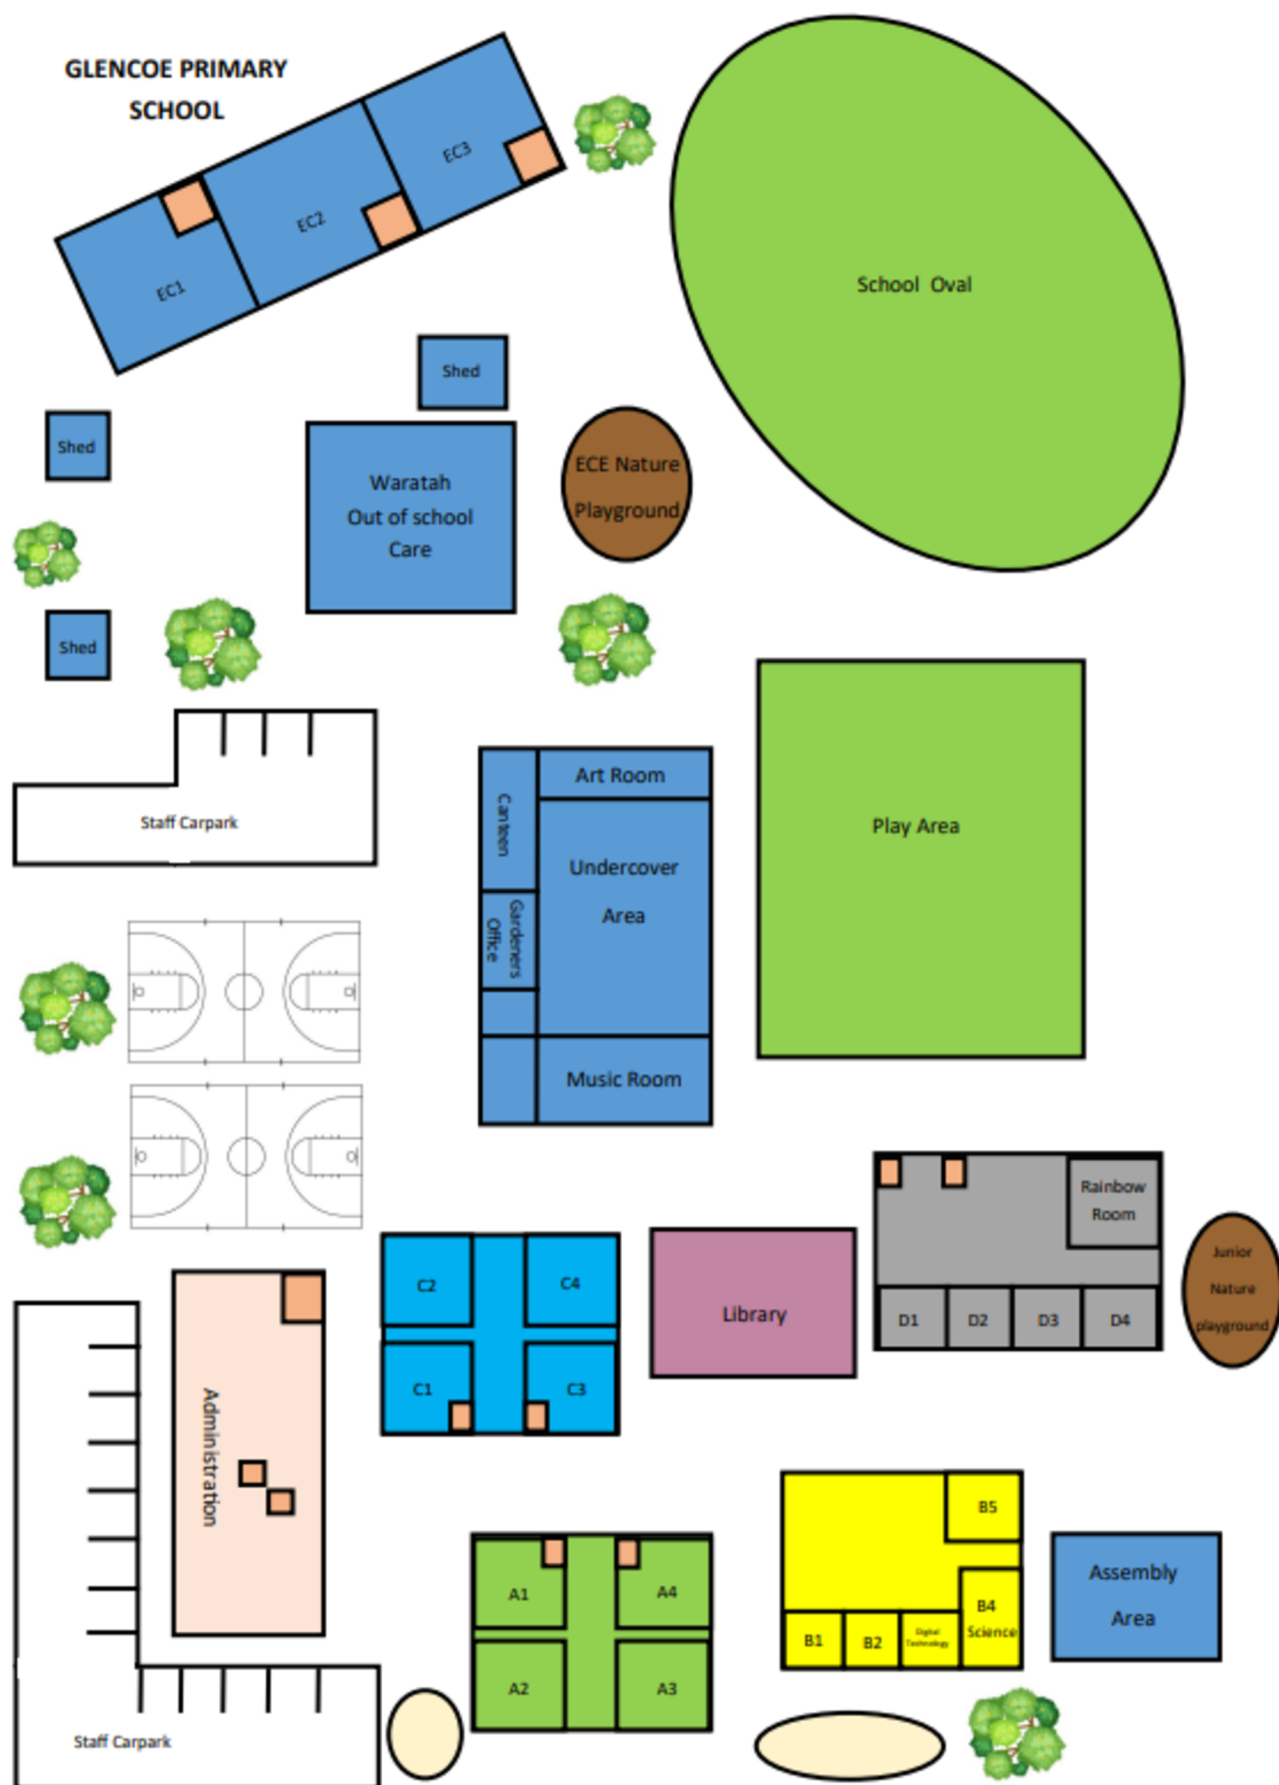 GLENCOE PRIMARY
SCHOOL
EC3
EC2
EC1
School Oval
Shed
Shed
Waratah
Out of school
Care
ECE Nature
Playground
Shed
Staff Carpark
Art Room
Canteen
Undercover
Area
Gardeners
Office
Music Room
Play Area
Rainbow
Room
D1
D2
D3
D4
Junior
Nature
playground
C2
C4
C1
C3
Library
Administration
B5
B4
Science
B1
B2
Digital
Technology
Assembly
Area
A1
A4
A2
A3
Staff Carpark